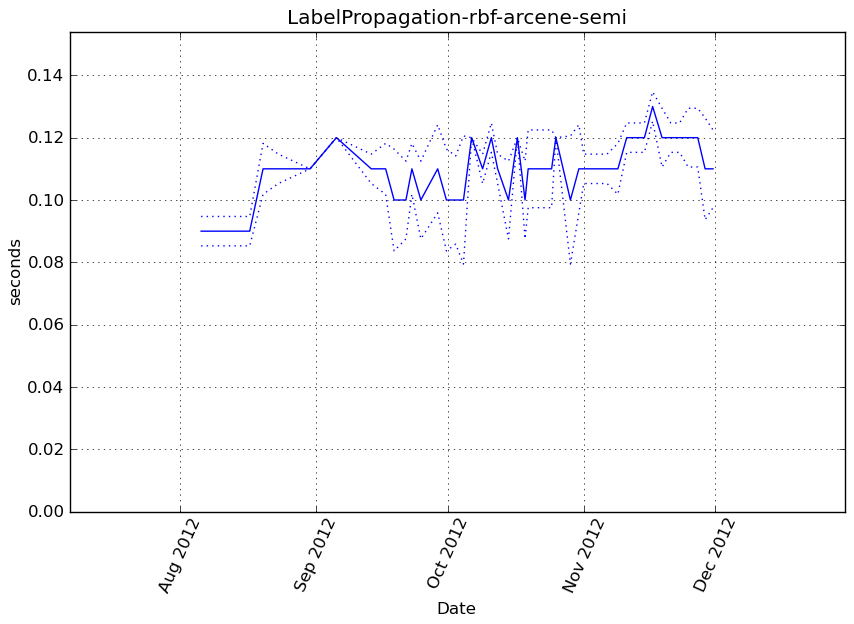 LabelPropagation-rbf-arcene-semi
0.14
0.12
0.10
0.08
0.06
0.04
0.02
0.00
seconds
Aug 2012
Sep 2012
Oct 2012
Nov 2012
Dec 2012
Date